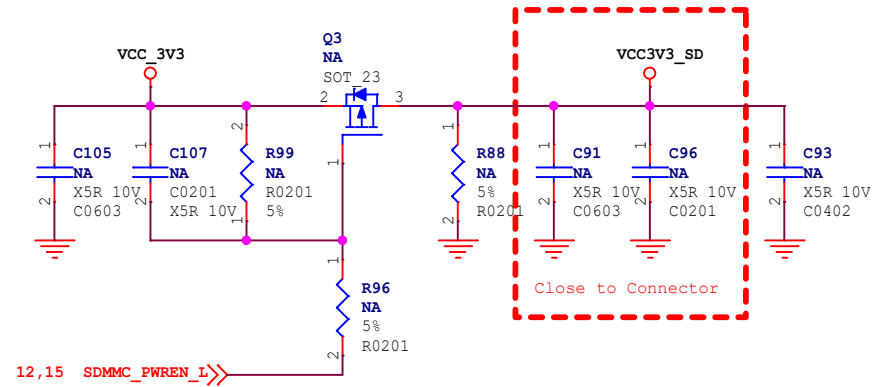 Q3
NA
SOT_23
VCC_3V3
VCC3V3_SD
2
3
1
1
C105
NA
X5R 10V
C0603
2
1
C107
NA
C0201
X5R 10V
2
2
R99
NA
R0201
5%
1
1
R88
NA
5%
R0201
2
1
C91
NA
X5R 10V
C0603
2
1
C96
NA
X5R 10V
C0201
2
1
C93
NA
X5R 10V
C0402
2
Close to Connector
1
R96
NA
5%
R0201
2
12,15 SDMMC_PWREN_L